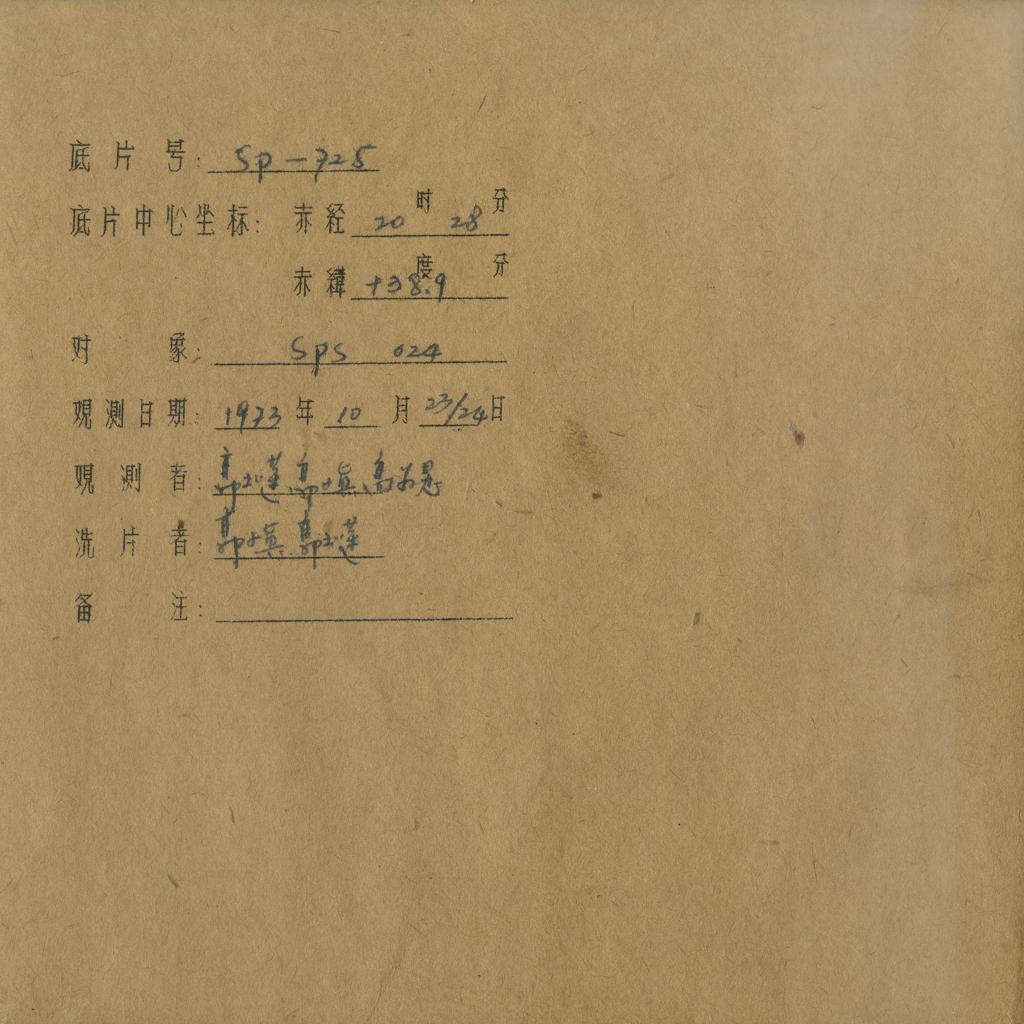 底片号: Sp-725
底片中心坐标: 赤经 20 时 28 分
赤緯 +38.9 度 分
对象: Sps 024
观测日期: 1973 年 10 月 23/24 日
观测者:
洗片者:
备注: